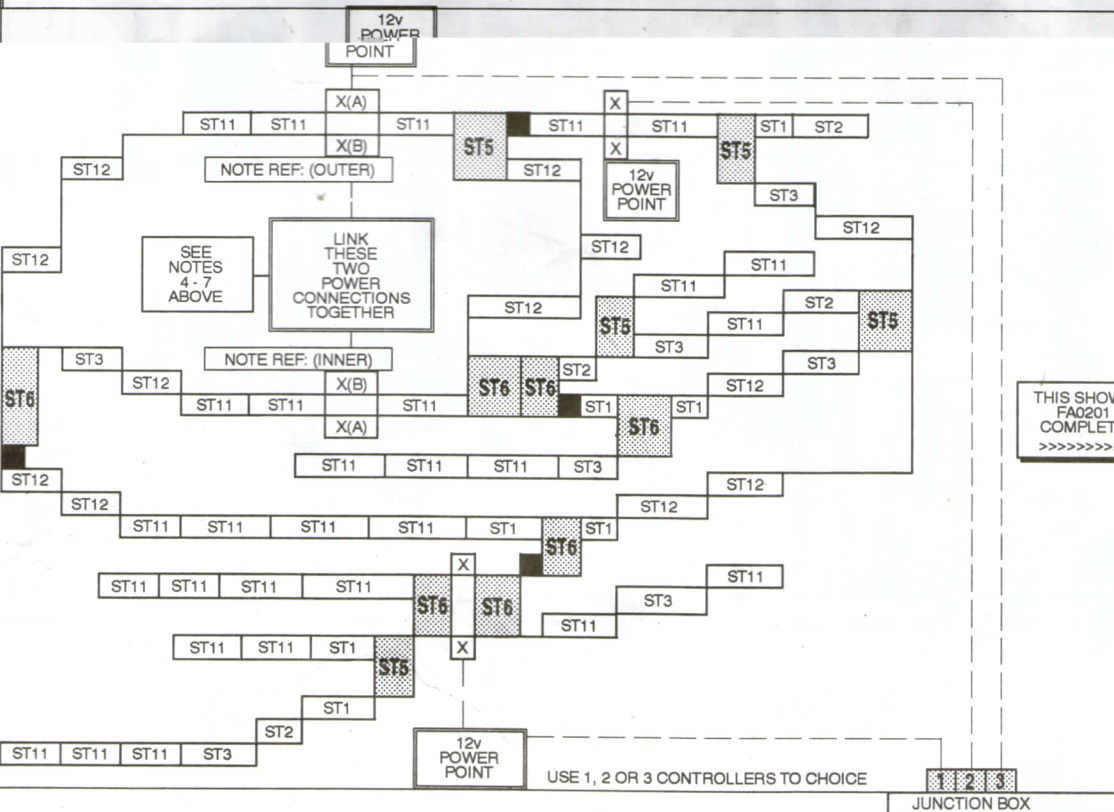 12v
POWER
POINT
X(A)
X
ST11 ST11 ST11 ST11 ST11 ST1 ST2
X(B)
X
ST5
ST5
NOTE REF: (OUTER)
ST12
ST12
12v
POWER
POINT
ST3
ST12
ST12
ST12
SEE
NOTES
4 - 7
ABOVE
LINK
THESE
TWO
POWER
CONNECTIONS
TOGETHER
ST11
ST11
ST12
ST2
ST5
ST11
ST5
ST3
NOTE REF: (INNER)
ST3
ST3
ST2
X(B)
ST12
ST12
ST6
ST6
ST6
ST11 ST11 ST11
ST1
ST1
X(A)
ST6
THIS SHOW
FA0201
COMPLET
>>>>>>>>
ST11 ST11 ST11 ST3
ST12
ST12
ST12
ST12
ST11 ST11 ST11 ST11 ST1
ST1
ST6
X
ST11 ST11 ST11 ST11
ST6
ST6
ST11
ST3
ST11
X
ST11 ST11 ST1
ST5
ST1
ST2
ST11 ST11 ST11 ST3
12v
POWER
POINT
USE 1, 2 OR 3 CONTROLLERS TO CHOICE
1 2 3
JUNCTION BOX